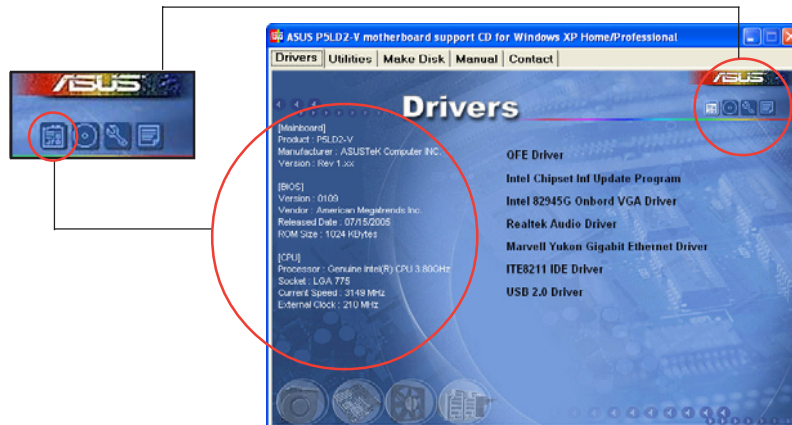 ASUS
ASUS P5LD2-V motherboard support CD for Windows XP Home/Professional
Drivers Utilities Make Disk Manual Contact
ASUS
Drivers
[Mainboard]
Product : P5LD2-V
Manufacturer : ASUSTeK Computer INC.
Version : Rev 1.xx
[BIOS]
Version : 0109
Vendor : American Megatrends Inc.
Released Date : 07/15/2005
ROM Size : 1024 KBytes
[CPU]
Processor : Genuine Intel(R) CPU 3.80GHz
Socket : LGA 775
Current Speed : 3149 MHz
External Clock : 210 MHz
QFE Driver
Intel Chipset Inf Update Program
Intel 82945G Onbord VGA Driver
Realtek Audio Driver
Marvell Yukon Gigabit Ethernet Driver
ITE8211 IDE Driver
USB 2.0 Driver